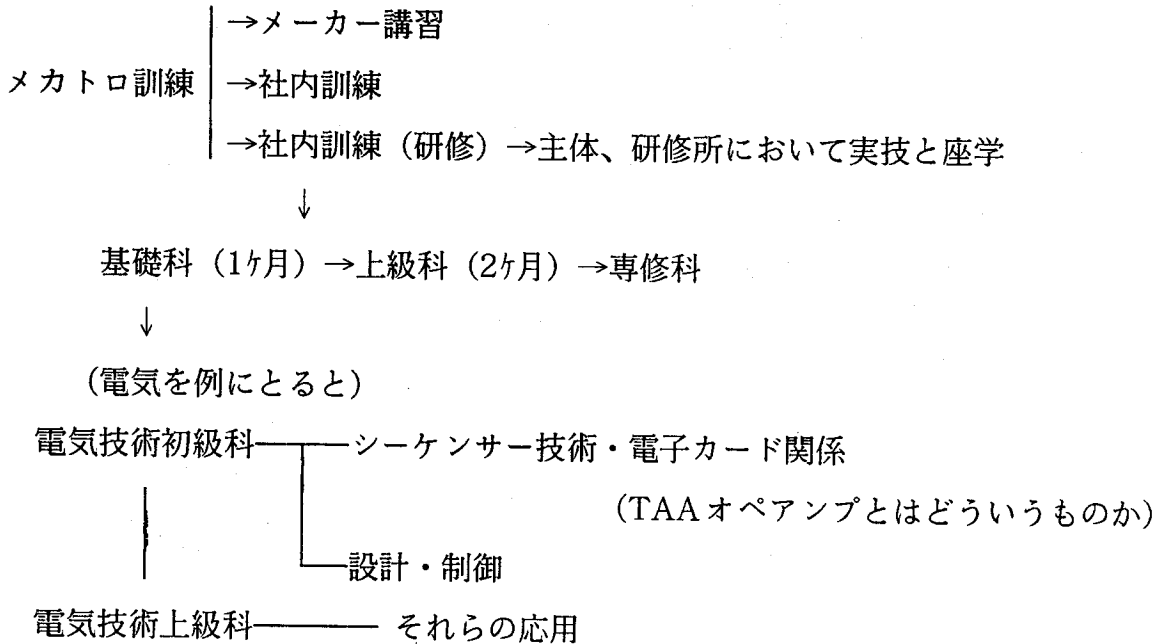 →メーカー講習
メカトロ訓練 →社内訓練
→社内訓練（研修）→主体、研修所において実技と座学
↓
基礎科（1ヶ月）→上級科（2ヶ月）→専修科
↓
（電気を例にとると）
電気技術初級科 シーケンサー技術・電子カード関係
（TAAオペアンプとはどういうものか）
設計・制御
電気技術上級科 それらの応用